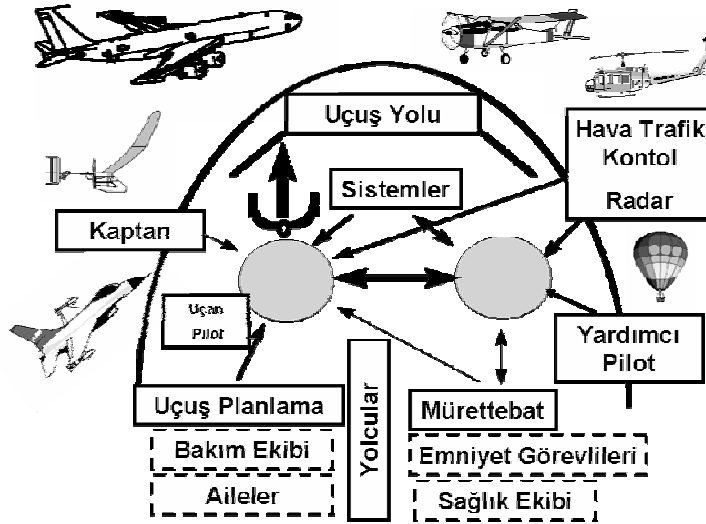 Uçuş Yolu
Hava Trafik
Kontol
Radar
Sistemler
Kaptan
Uçan
Pilot
Yardımcı
Pilot
Uçuş Planlama
Yolcular
Mürettebat
Bakım Ekibi
Emniyet Görevlileri
Aileler
Sağlık Ekibi